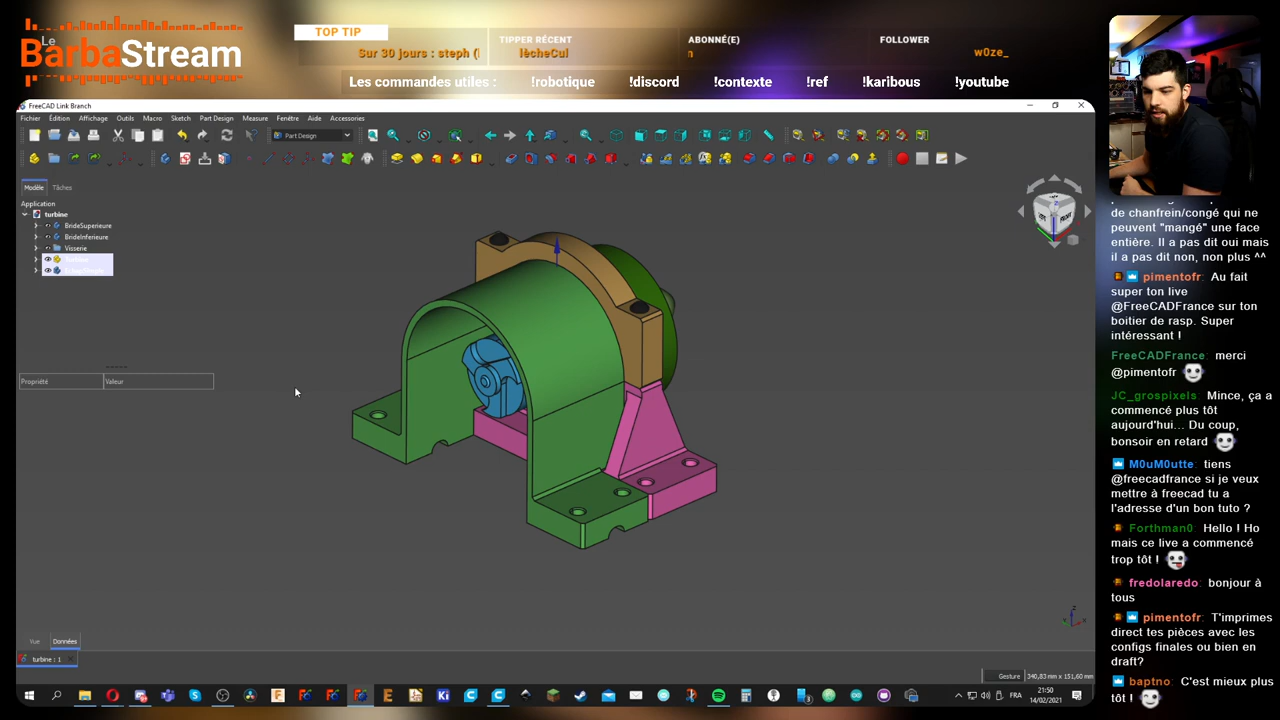 Le
BarbaStream
TOP TIP
Sur 30 jours : steph (
TIPPER RÉCENT
lècheCul
ABONNÉ(E)
n
FOLLOWER
w0ze_
Les commandes utiles : !robotique !discord !contexte !ref !karibous !youtube
FreeCAD Link Branch
Fichier Édition Affichage Outils Macro Sketch Part Design Measure Fenêtre Aide Accessories
Part Design
Modèle Tâches
Application
turbine
BrideSuperieure
BrideInferieure
Visserie
Propriété Valeur
Vue Données
turbine : 1
Gesture 340,83 mm x 151,60 mm
FR
21:50
14/02/2021
de chanfrein/congé qui ne
peuvent "mangé" une face
entière. Il a pas dit oui mais
il a pas dit non, non plus ^^
pimentofr: Au fait
super ton live
@FreeCADFrance sur ton
boitier de rasp. Super
intéressant !
FreeCADFrance: merci
@pimentofr
JC_grospixels: Mince, ça a
commencé plus tôt
aujourd'hui... Du coup,
bonsoir en retard
M0uM0utte: tiens
@freecadfrance si je veux
mettre à freecad tu a
l'adresse d'un bon tuto ?
Forthman0: Hello ! Ho
mais ce live a commencé
trop tôt !
fredolaredo: bonjour à
tous
pimentofr: T'imprimes
direct tes pièces avec les
configs finales ou bien en
draft?
baptno: C'est mieux plus
tôt !